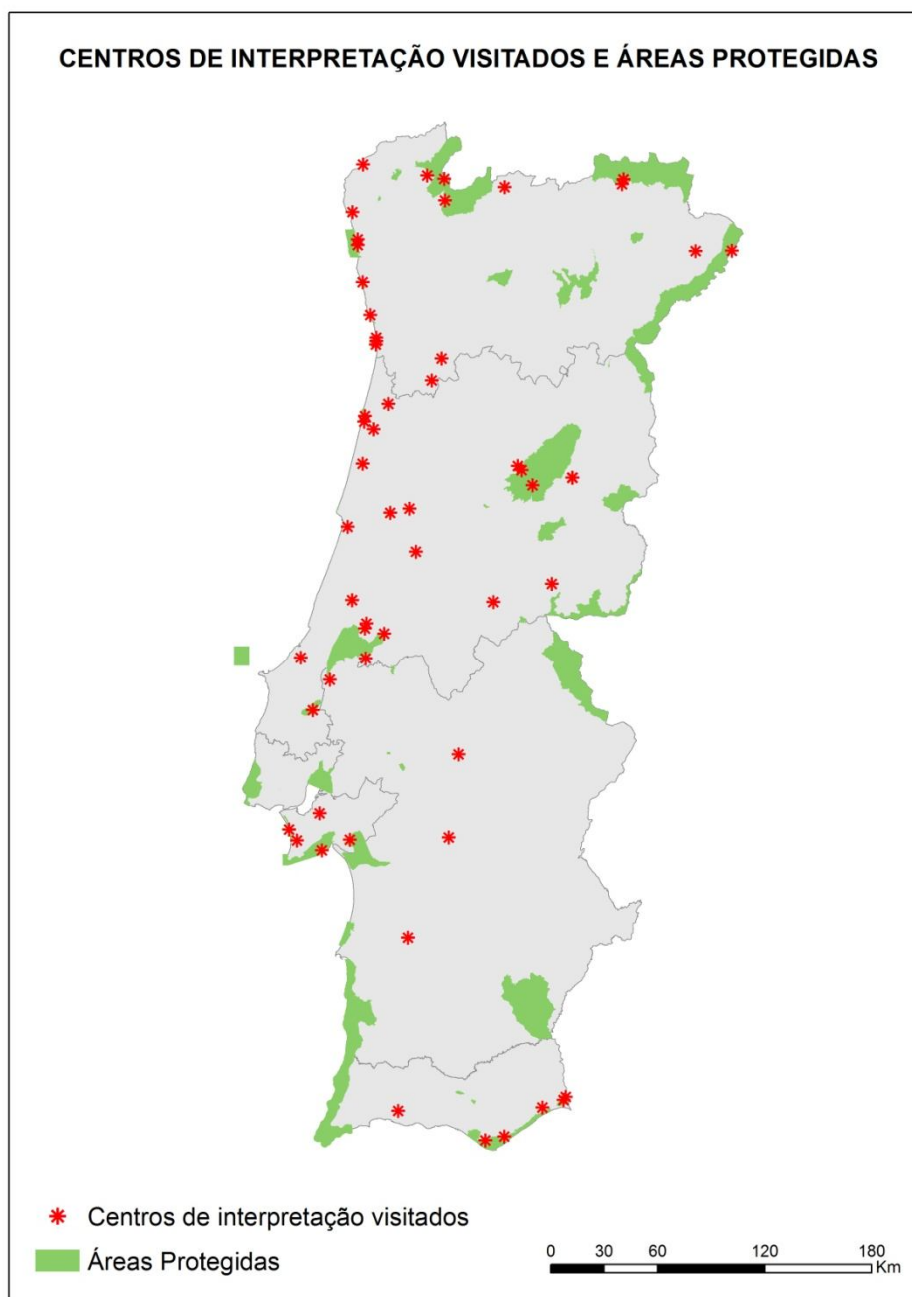 CENTROS DE INTERPRETAÇÃO VISITADOS E ÁREAS PROTEGIDAS
Centros de interpretação visitados
Áreas Protegidas
0 30 60 120 180
Km